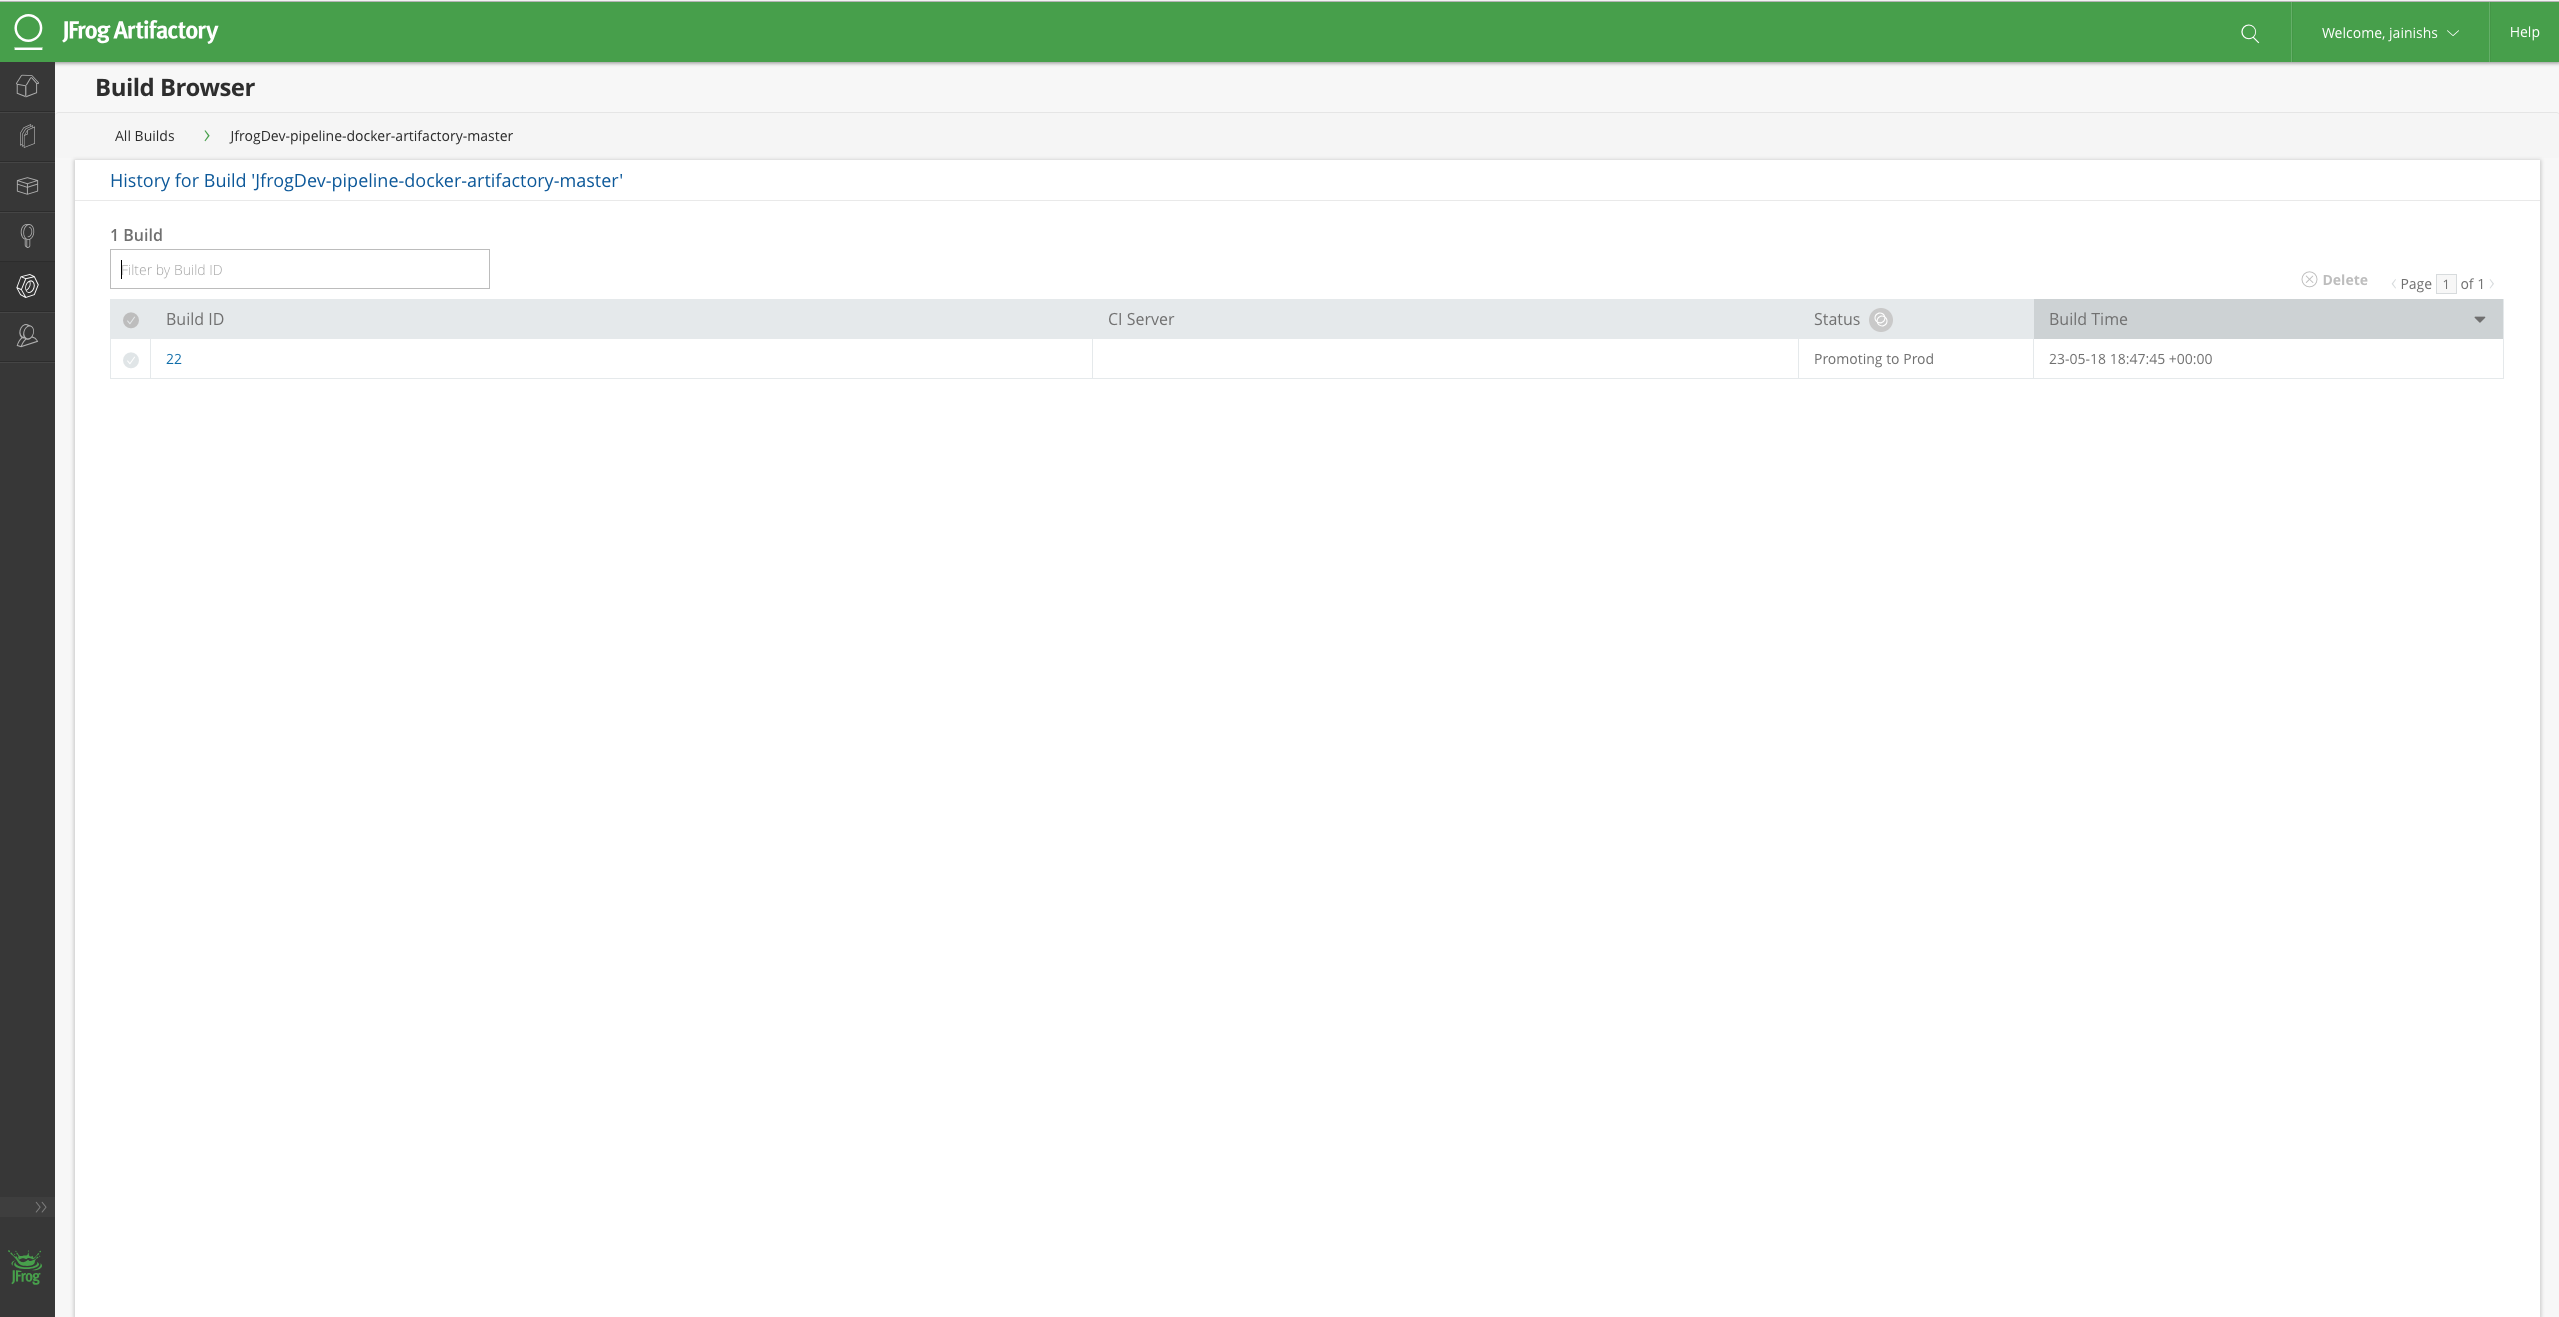 JFrog Artifactory
Welcome, jainishs
Help
Build Browser
All Builds
JfrogDev-pipeline-docker-artifactory-master
History for Build 'JfrogDev-pipeline-docker-artifactory-master'
1 Build
Filter by Build ID
Delete
Page 1 of 1
Build ID CI Server Status Build Time
22 Promoting to Prod 23-05-18 18:47:45 +00:00
JFrog